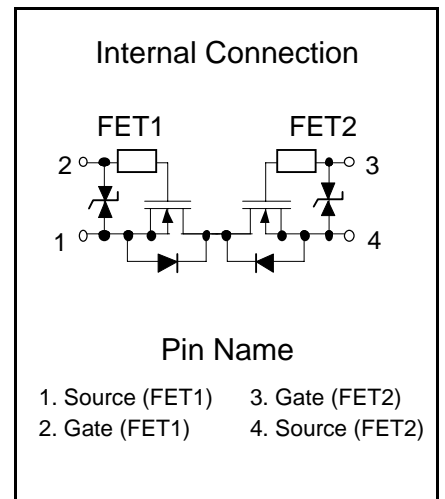 Internal Connection
FET1 FET2
2 3
1 4
Pin Name
1. Source (FET1) 3. Gate (FET2)
2. Gate (FET1) 4. Source (FET2)